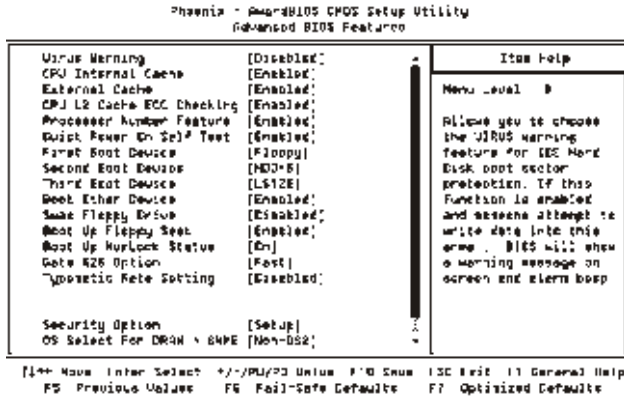 Phoenix - AwardBIOS CMOS Setup Utility
Advanced BIOS Features
Virus Warning [Disabled]
CPU Internal Cache [Enabled]
External Cache [Enabled]
CPU L2 Cache ECC Checking [Enabled]
Processor Number Feature [Enabled]
Quick Power On Self Test [Enabled]
First Boot Device [Floppy]
Second Boot Device [HDD-0]
Third Boot Device [LS120]
Boot Other Device [Enabled]
Swap Floppy Drive [Disabled]
Boot Up Floppy Seek [Enabled]
Boot Up NumLock Status [On]
Gate A20 Option [Fast]
Typematic Rate Setting [Disabled]
Security Option [Setup]
OS Select For DRAM > 64MB [Non-OS2]
Item Help
Menu Level
Allows you to choose
the VIRUS warning
feature for IDE Hard
Disk boot sector
protection. If this
function is enabled
and someone attempt to
write data into this
area , BIOS will show
a warning message on
screen and alarm beep
Move Enter Select +/-/PU/PD Value F10 Save ESC Exit F1 General Help
F5 Previous Values F6 Fail-Safe Defaults F7 Optimized Defaults